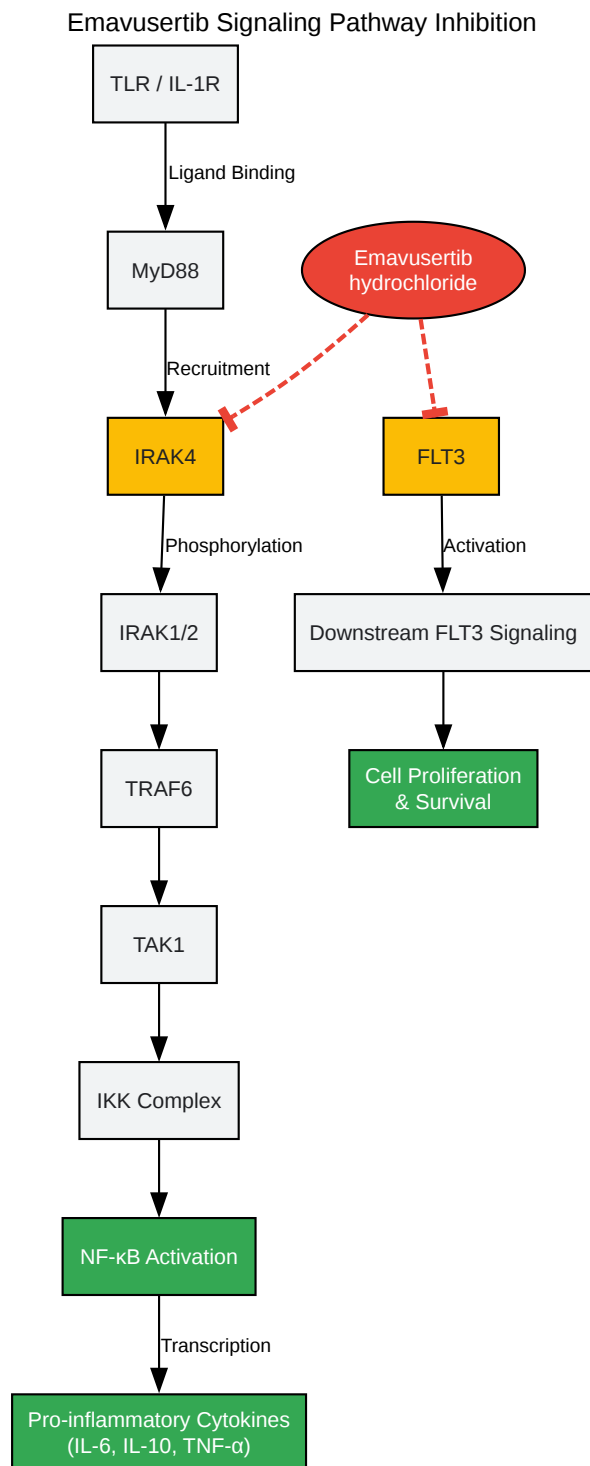 Emavusertib Signaling Pathway Inhibition
TLR / IL-1R
Ligand Binding
MyD88
Emavusertib
hydrochloride
Recruitment
IRAK4
FLT3
Phosphorylation
Activation
IRAK1/2
Downstream FLT3 Signaling
TRAF6
Cell Proliferation
& Survival
TAK1
IKK Complex
NF-κB Activation
Transcription
Pro-inflammatory Cytokines
(IL-6, IL-10, TNF-α)